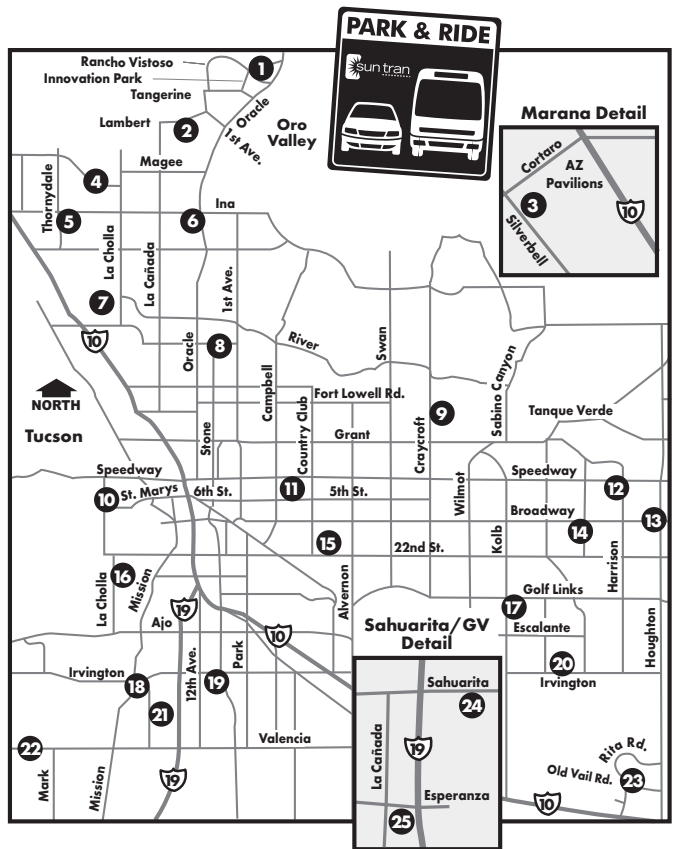 PARK & RIDE
sun tran
Rancho Vistoso
1
Innovation Park
Tangerine
Oracle
Lambert
2
1st Ave.
Oro
Valley
Marana Detail
Cortaro
AZ
Pavilions
3
10
Silverbell
Magee
4
Thornydale
5
6
Ina
La Cholla
La Cañada
1st Ave.
7
10
Oracle
8
River
Swan
Campbell
Sabino Canyon
NORTH
Fort Lowell Rd.
9
Tanque Verde
Tucson
Stone
Country Club
Grant
Craycroft
Speedway
Speedway
Wilmot
10
St. Marys
6th St.
11
5th St.
12
Broadway
13
14
Kolb
15
22nd St.
Harrison
16
La Cholla
Mission
Alvernon
Golf Links
17
19
Ajo
10
Sahuarita/GV
Detail
Escalante
Houghton
Park
12th Ave.
20
Irvington
18
19
Irvington
Sahuarita
24
21
La Cañada
19
22
Valencia
Mark
Mission
19
Rita Rd.
Old Vail Rd.
23
10
Esperanza
25